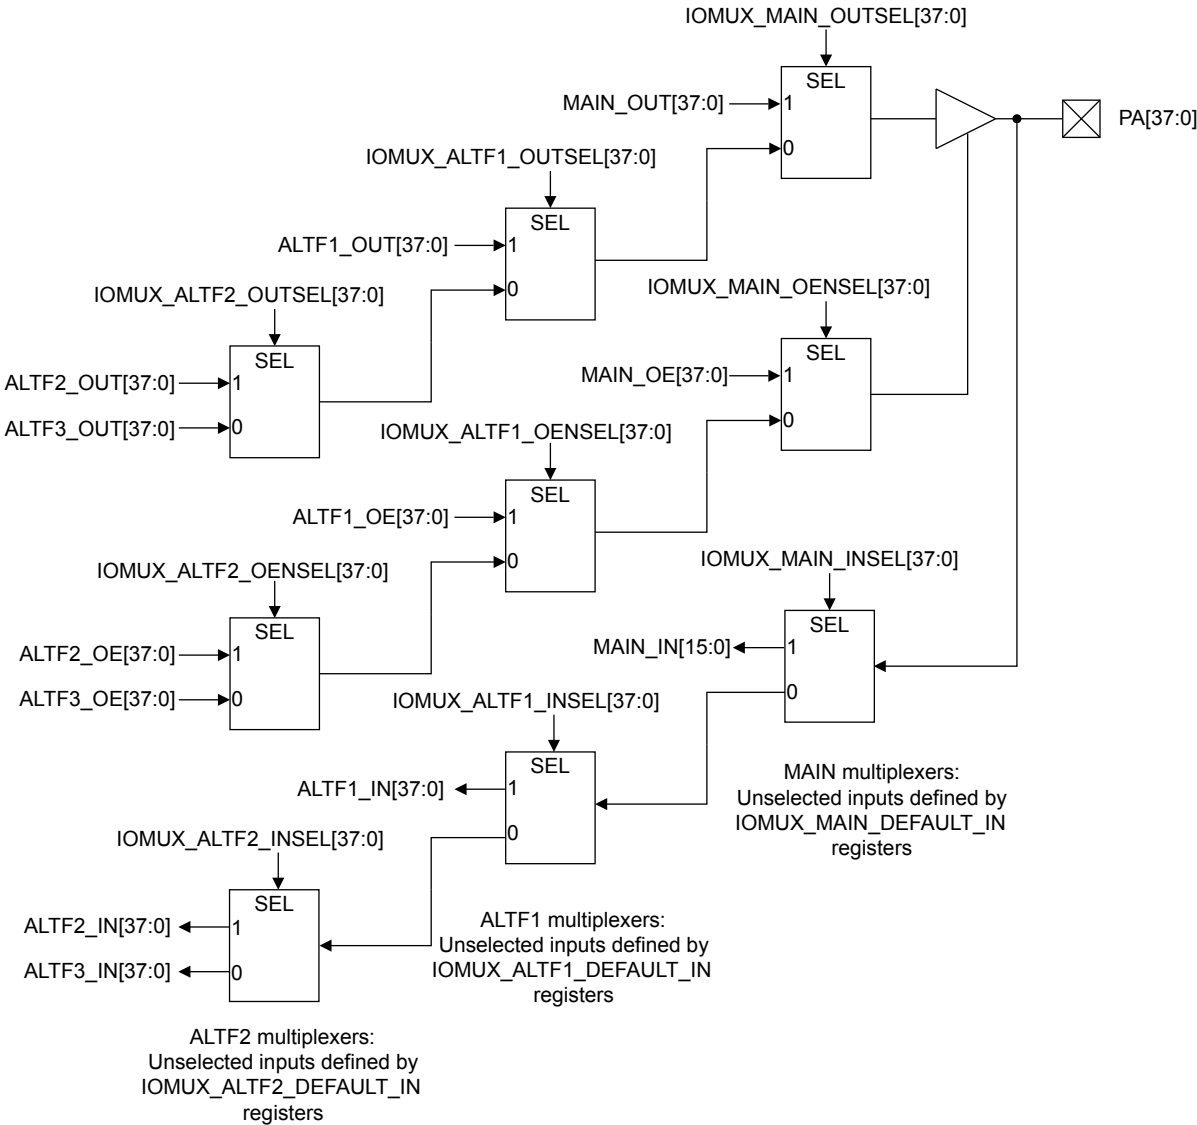 IOMUX_MAIN_OUTSEL[37:0]
SEL
MAIN_OUT[37:0]
1
0
PA[37:0]
IOMUX_ALTF1_OUTSEL[37:0]
SEL
ALTF1_OUT[37:0]
1
0
IOMUX_ALTF2_OUTSEL[37:0]
SEL
ALTF2_OUT[37:0]
1
ALTF3_OUT[37:0]
0
IOMUX_MAIN_OENSEL[37:0]
SEL
MAIN_OE[37:0]
1
0
IOMUX_ALTF1_OENSEL[37:0]
SEL
ALTF1_OE[37:0]
1
0
IOMUX_ALTF2_OENSEL[37:0]
SEL
ALTF2_OE[37:0]
1
ALTF3_OE[37:0]
0
IOMUX_MAIN_INSEL[37:0]
SEL
MAIN_IN[15:0]
1
0
MAIN multiplexers:
Unselected inputs defined by
IOMUX_MAIN_DEFAULT_IN
registers
IOMUX_ALTF1_INSEL[37:0]
SEL
ALTF1_IN[37:0]
1
0
ALTF1 multiplexers:
Unselected inputs defined by
IOMUX_ALTF1_DEFAULT_IN
registers
IOMUX_ALTF2_INSEL[37:0]
SEL
ALTF2_IN[37:0]
1
ALTF3_IN[37:0]
0
ALTF2 multiplexers:
Unselected inputs defined by
IOMUX_ALTF2_DEFAULT_IN
registers